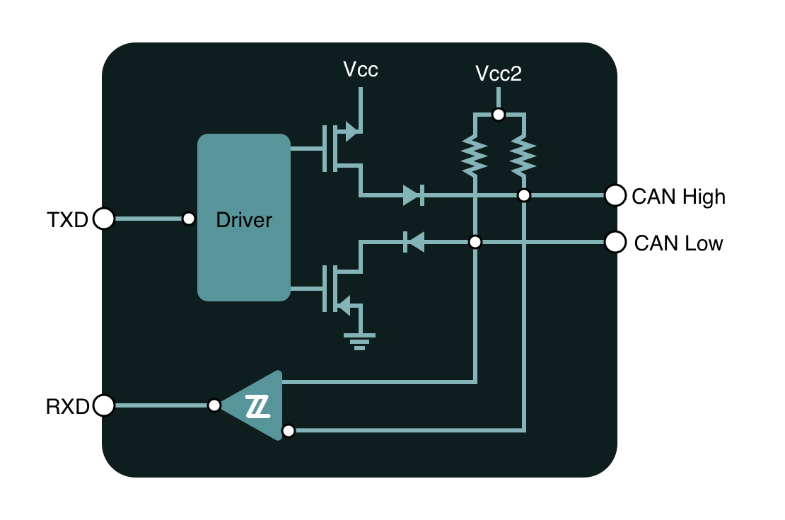 Vcc
Vcc2
CAN High
TXD
Driver
CAN Low
RXD